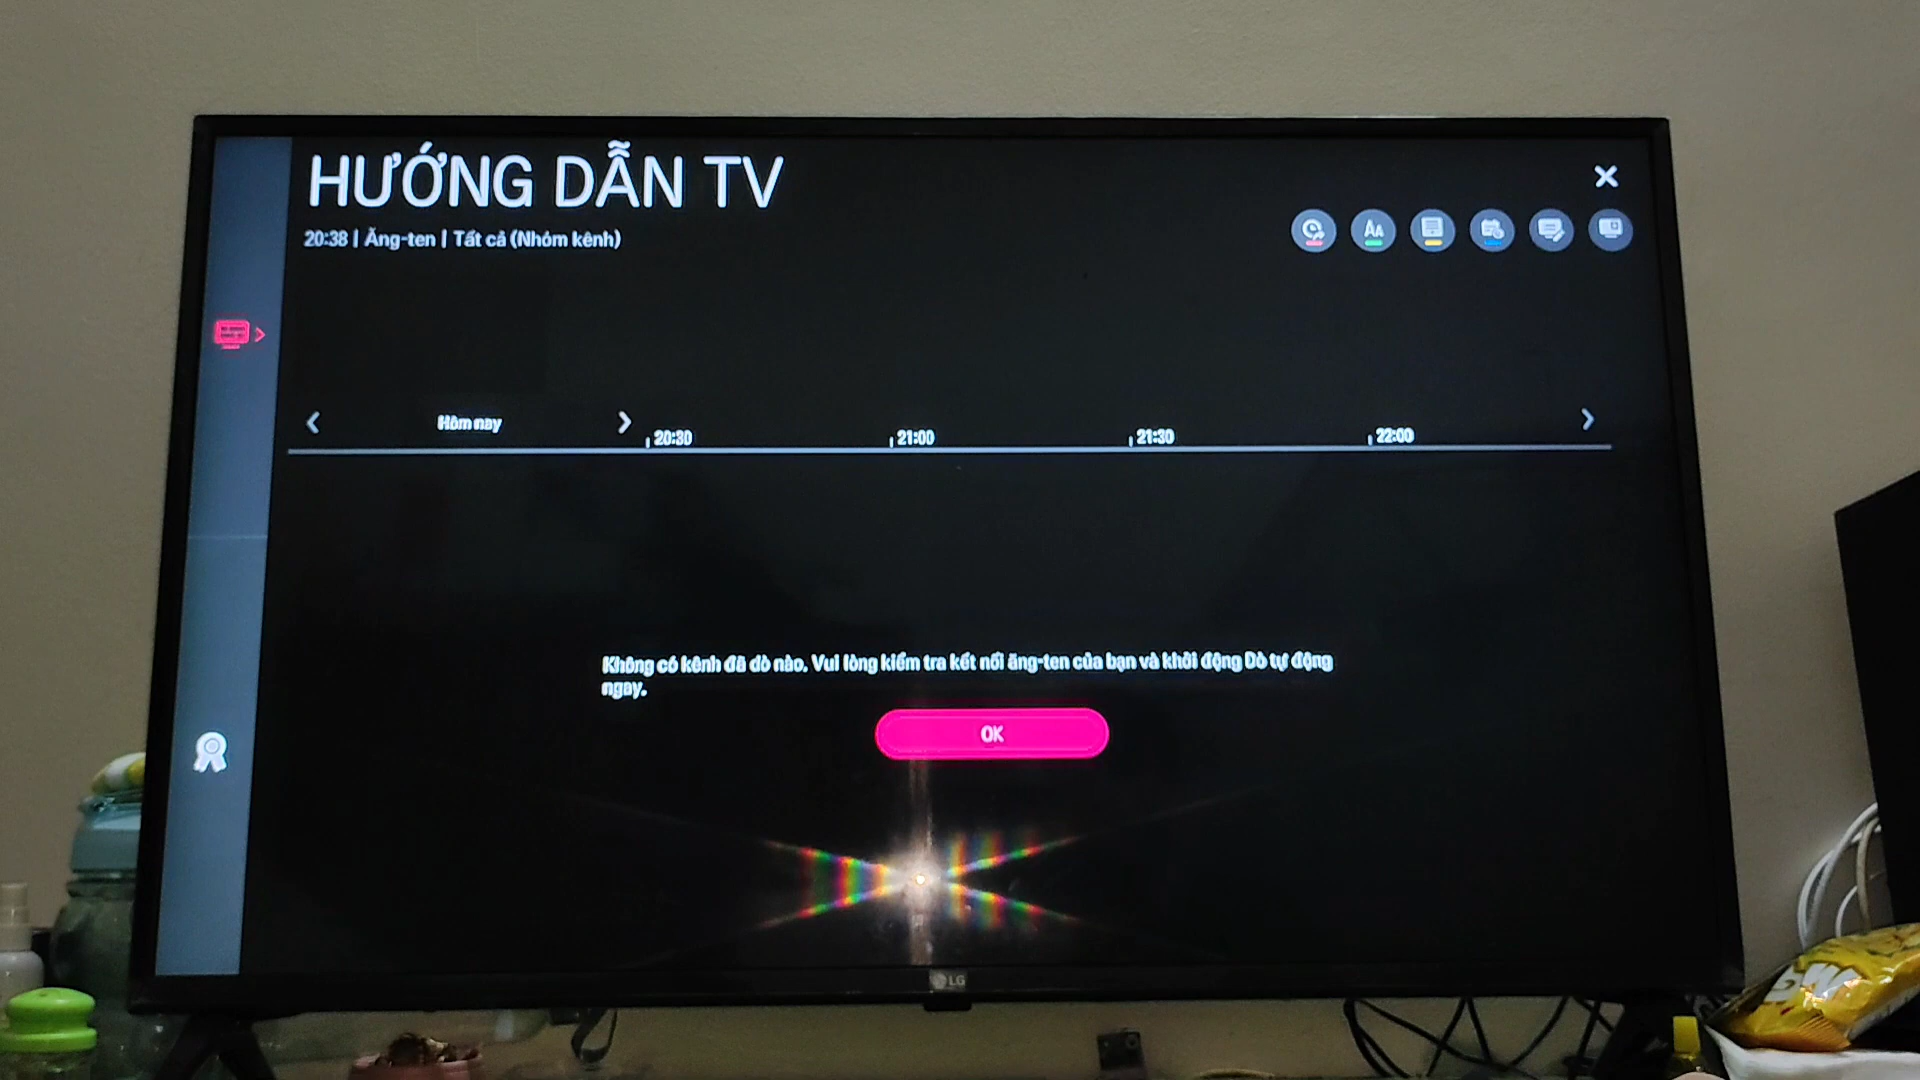 HƯỚNG DẪN TV
20:38 | Ăng-ten | Tất cả (Nhóm kênh)
AA
Hôm nay
20:30
21:00
21:30
22:00
Không có kênh đã dò nào. Vui lòng kiểm tra kết nối ăng-ten của bạn và khởi động Dò tự động
ngay.
OK
LG